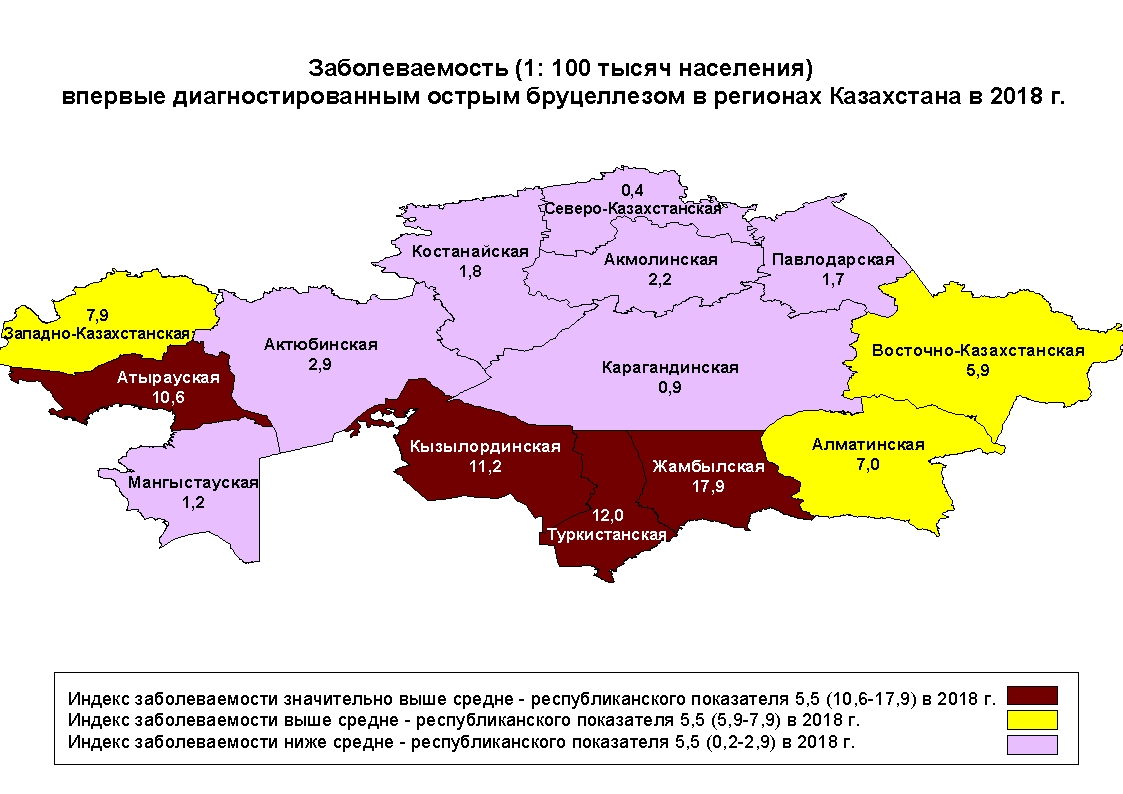 Заболеваемость (1: 100 тысяч населения)
впервые диагностированным острым бруцеллезом в регионах Казахстана в 2018 г.
0,4
Северо-Казахстанская
Костанайская
1,8
Акмолинская
2,2
Павлодарская
1,7
7,9
Западно-Казахстанская
Актюбинская
2,9
Восточно-Казахстанская
5,9
Атырауская
10,6
Карагандинская
0,9
Кызылординская
11,2
Алматинская
7,0
Жамбылская
17,9
Мангыстауская
1,2
12,0
Туркистанская
Индекс заболеваемости значительно выше средне - республиканского показателя 5,5 (10,6-17,9) в 2018 г.
Индекс заболеваемости выше средне - республиканского показателя 5,5 (5,9-7,9) в 2018 г.
Индекс заболеваемости ниже средне - республиканского показателя 5,5 (0,2-2,9) в 2018 г.